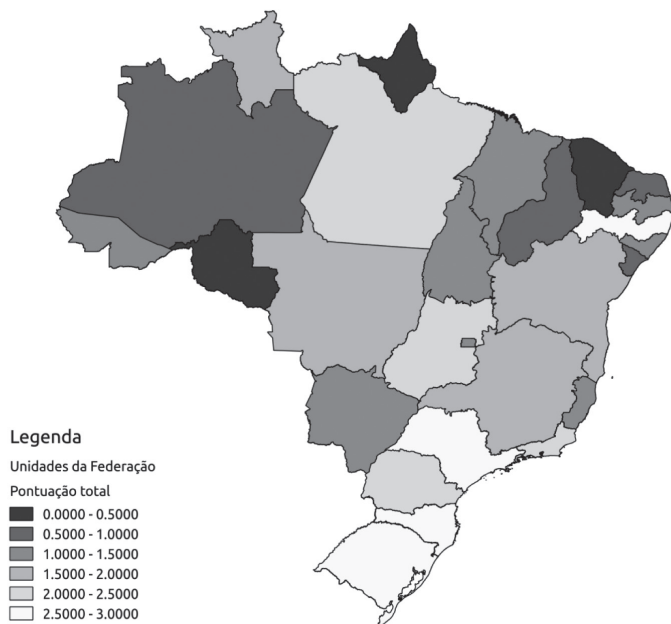 Legenda
Unidades da Federação
Pontuação total
0.0000 - 0.5000
0.5000 - 1.0000
1.0000 - 1.5000
1.5000 - 2.0000
2.0000 - 2.5000
2.5000 - 3.0000